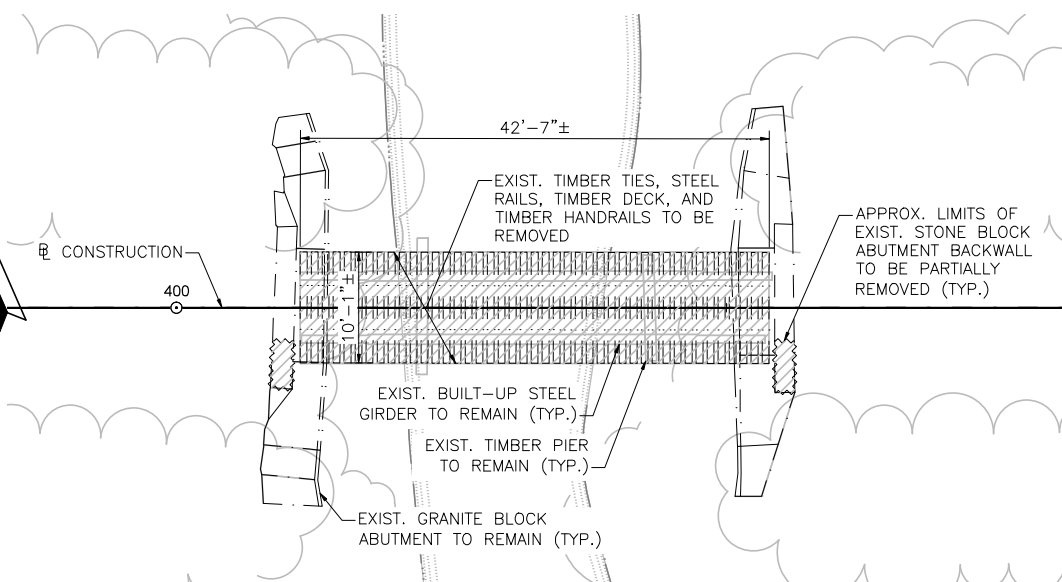 42'-7"±
EXIST. TIMBER TIES, STEEL
RAILS, TIMBER DECK, AND
TIMBER HANDRAILS TO BE
REMOVED
APPROX. LIMITS OF
EXIST. STONE BLOCK
ABUTMENT BACKWALL
TO BE PARTIALLY
REMOVED (TYP.)
BL CONSTRUCTION
400
10'-1"±
EXIST. BUILT-UP STEEL
GIRDER TO REMAIN (TYP.)
EXIST. TIMBER PIER
TO REMAIN (TYP.)
EXIST. GRANITE BLOCK
ABUTMENT TO REMAIN (TYP.)